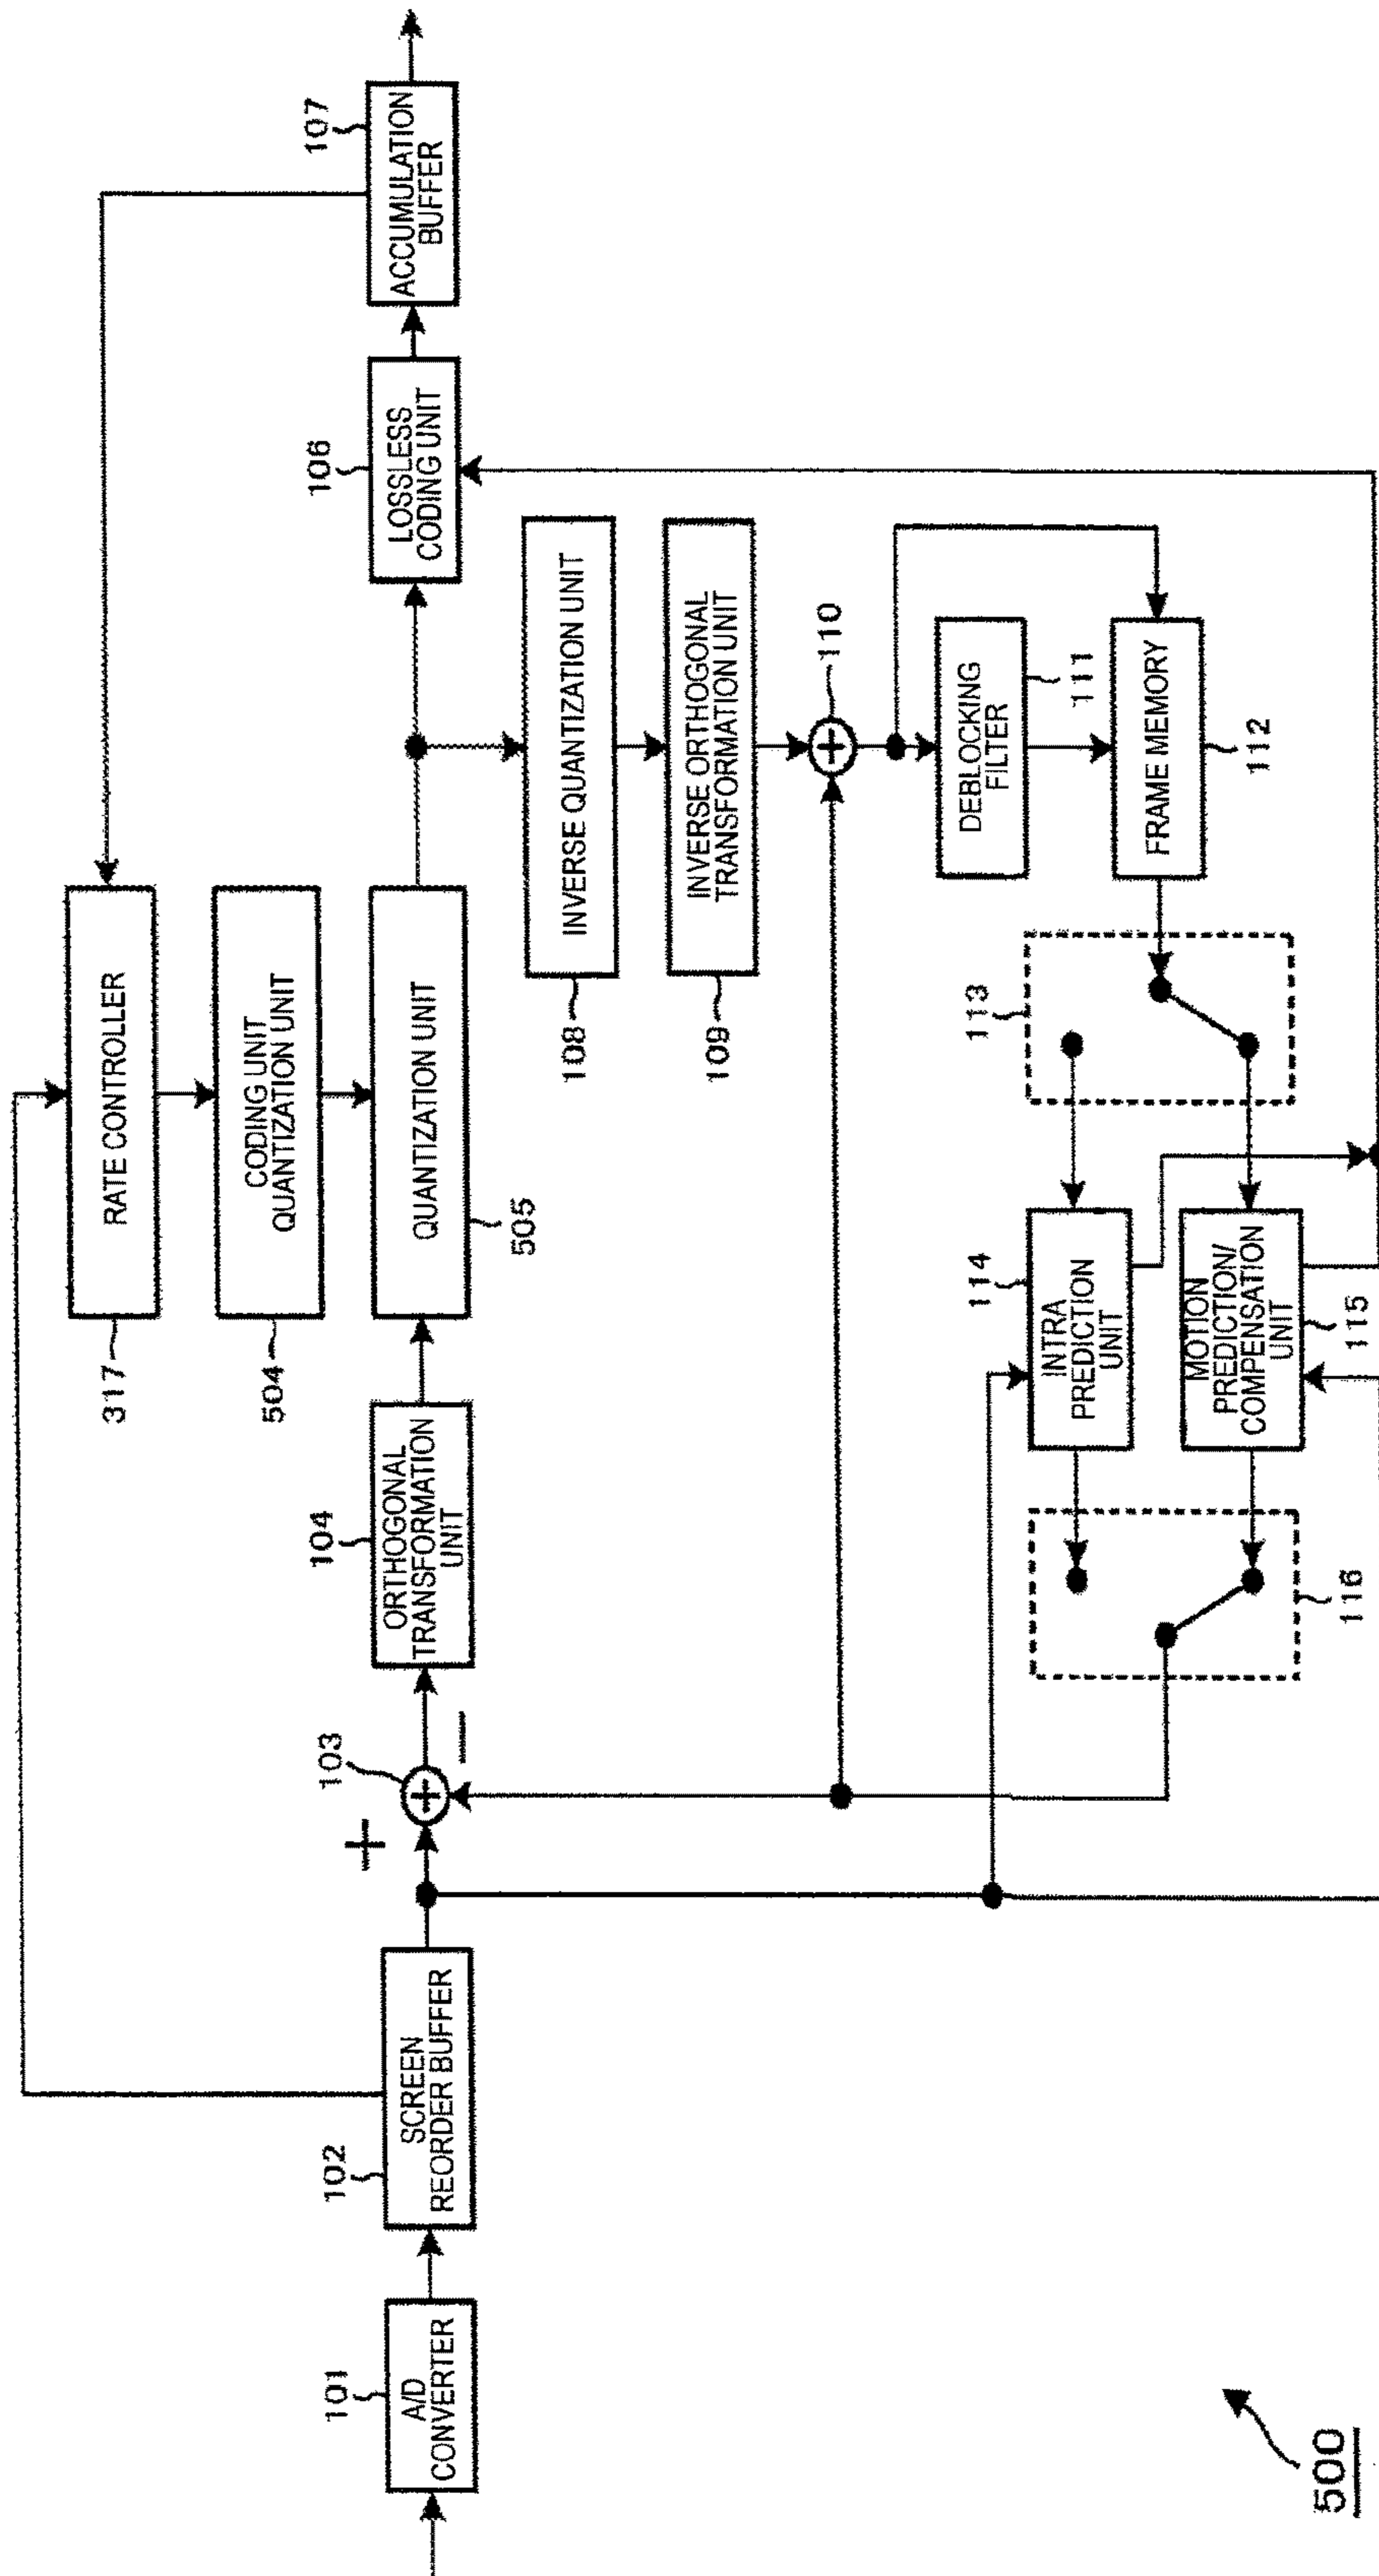 317
RATE CONTROLLER
504
CODING UNIT
QUANTIZATION UNIT
101
A/D
CONVERTER
102
SCREEN
REORDER BUFFER
+
103
+
−
104
ORTHOGONAL
TRANSFORMATION
UNIT
QUANTIZATION UNIT
505
106
LOSSLESS
CODING UNIT
107
ACCUMULATION
BUFFER
108
INVERSE QUANTIZATION UNIT
109
INVERSE ORTHOGONAL
TRANSFORMATION UNIT
+
110
DEBLOCKING
FILTER
111
FRAME MEMORY
112
113
114
INTRA
PREDICTION
UNIT
MOTION
PREDICTION/
COMPENSATION
UNIT
115
116
500